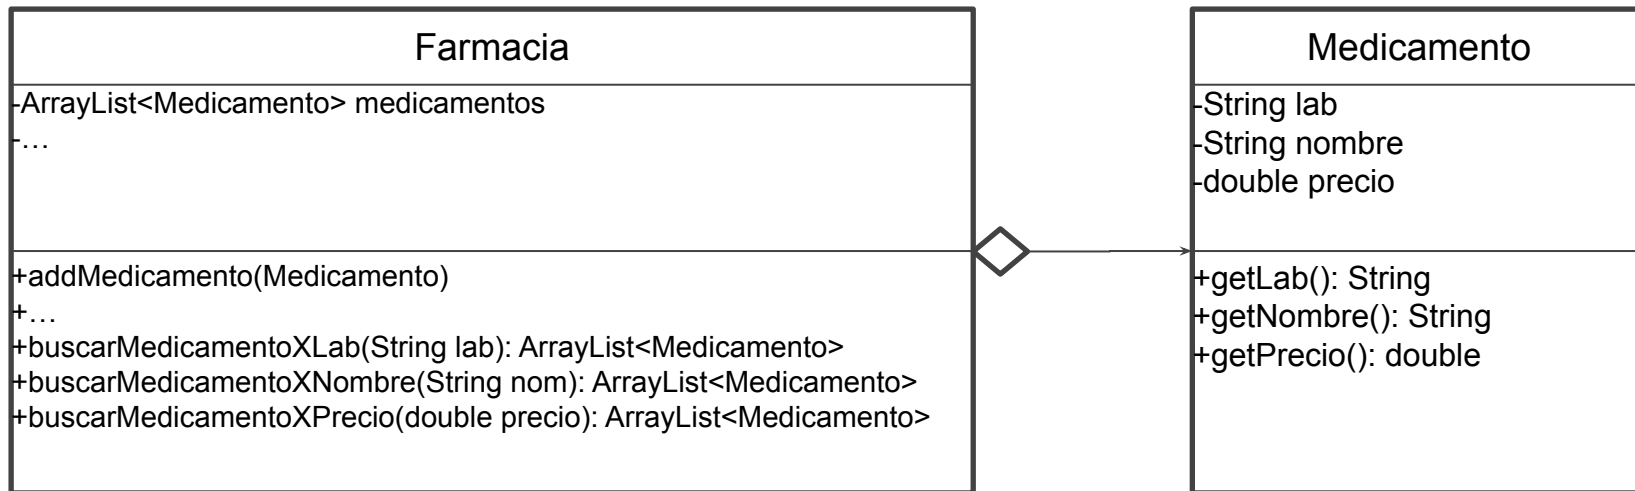 Farmacia
-ArrayList<Medicamento> medicamentos
-…
+addMedicamento(Medicamento)
+…
+buscarMedicamentoXLab(String lab): ArrayList<Medicamento>
+buscarMedicamentoXNombre(String nom): ArrayList<Medicamento>
+buscarMedicamentoXPrecio(double precio): ArrayList<Medicamento>
Medicamento
-String lab
-String nombre
-double precio
+getLab(): String
+getNombre(): String
+getPrecio(): double